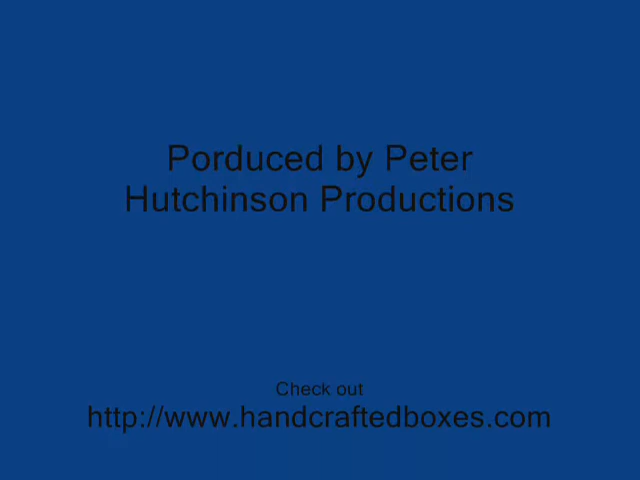 Porduced by Peter
Hutchinson Productions
Check out
http://www.handcraftedboxes.com